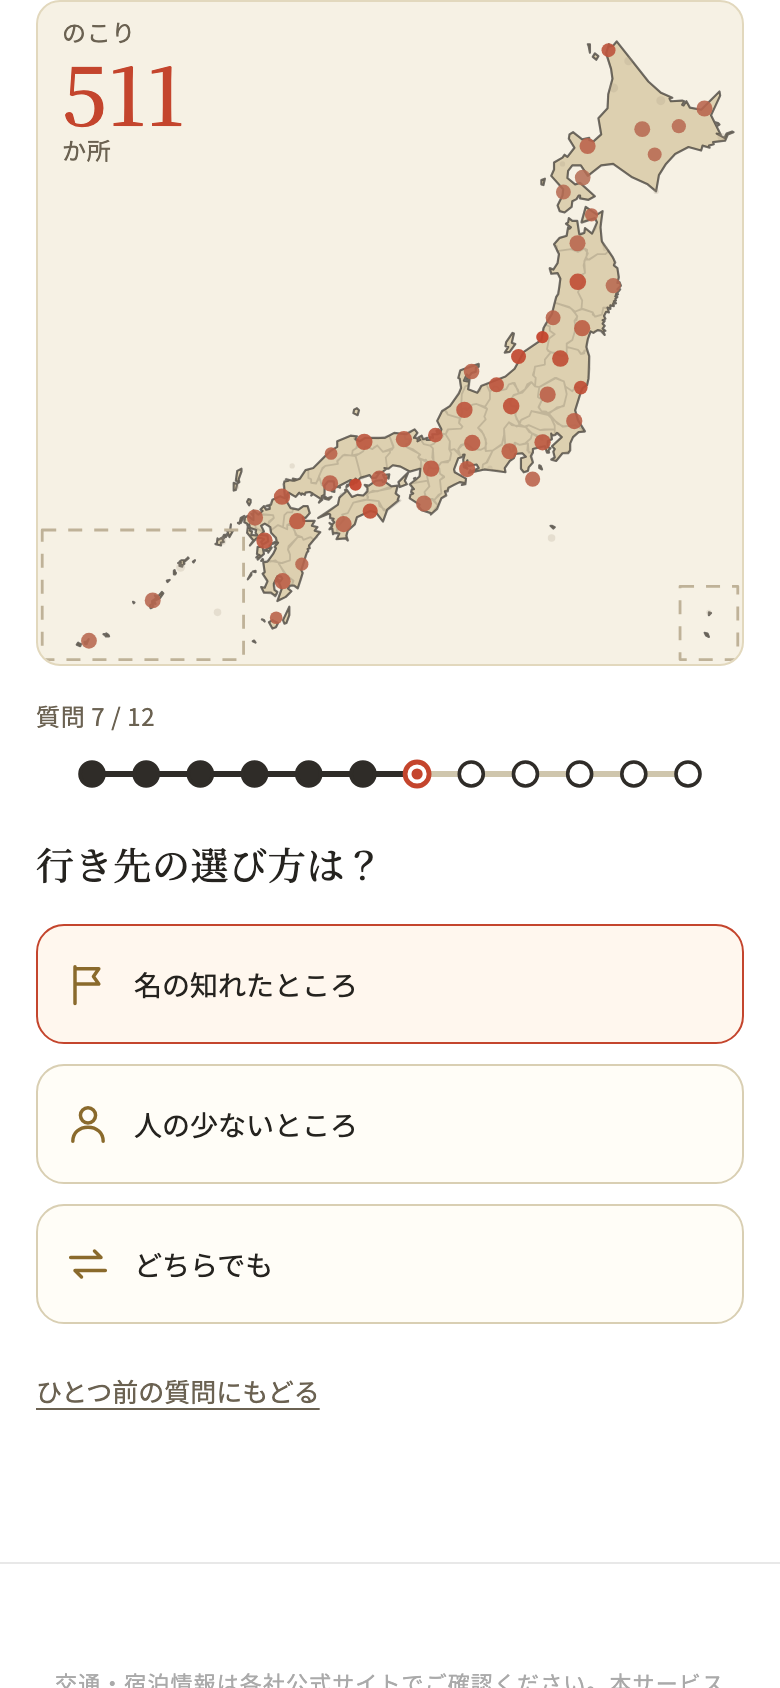 のこり
511
か所
質問 7 / 12
行き先の選び方は？
名の知れたところ
人の少ないところ
どちらでも
ひとつ前の質問にもどる
交通・宿泊情報は各社公式サイトでご確認ください。本サービス